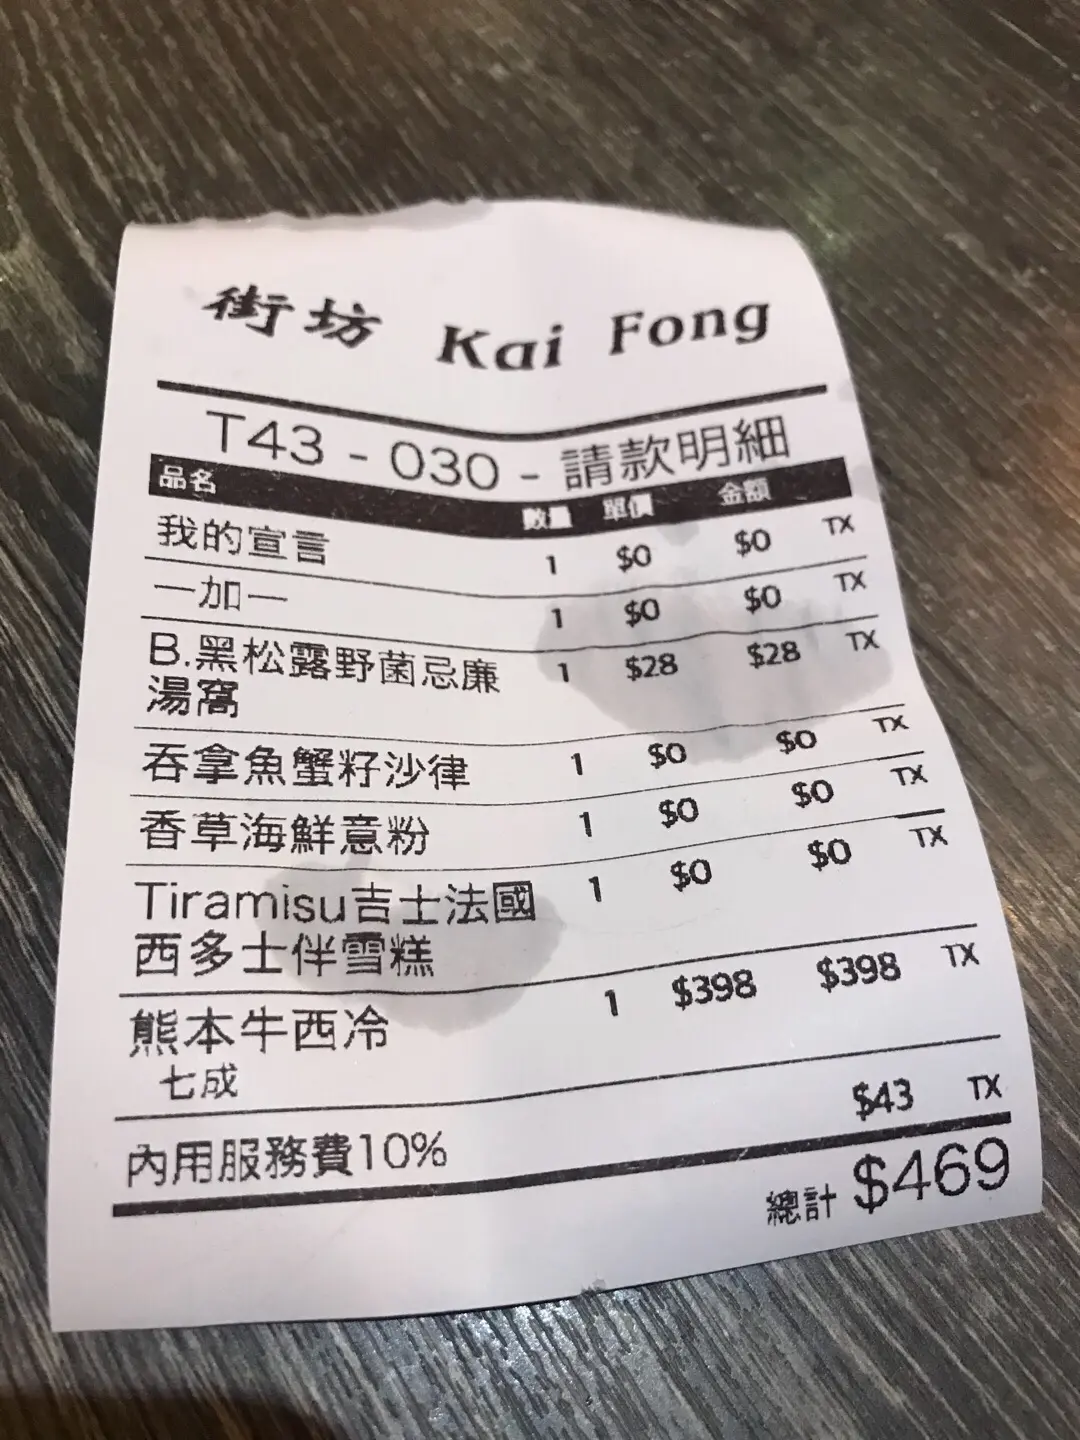 街坊 Kai Fong
T43 - 030 - 請款明細
品名 數量 單價 金額
我的宣言 1 $0 $0 TX
一加一 1 $0 $0 TX
B.黑松露野菌忌廉 1 $28 $28 TX
湯窩
吞拿魚蟹籽沙律 1 $0 $0 TX
香草海鮮意粉 1 $0 $0 TX
Tiramisu吉士法國 1 $0 $0 TX
西多士伴雪糕
熊本牛西冷 1 $398 $398 TX
七成
內用服務費10% $43 TX
總計 $469